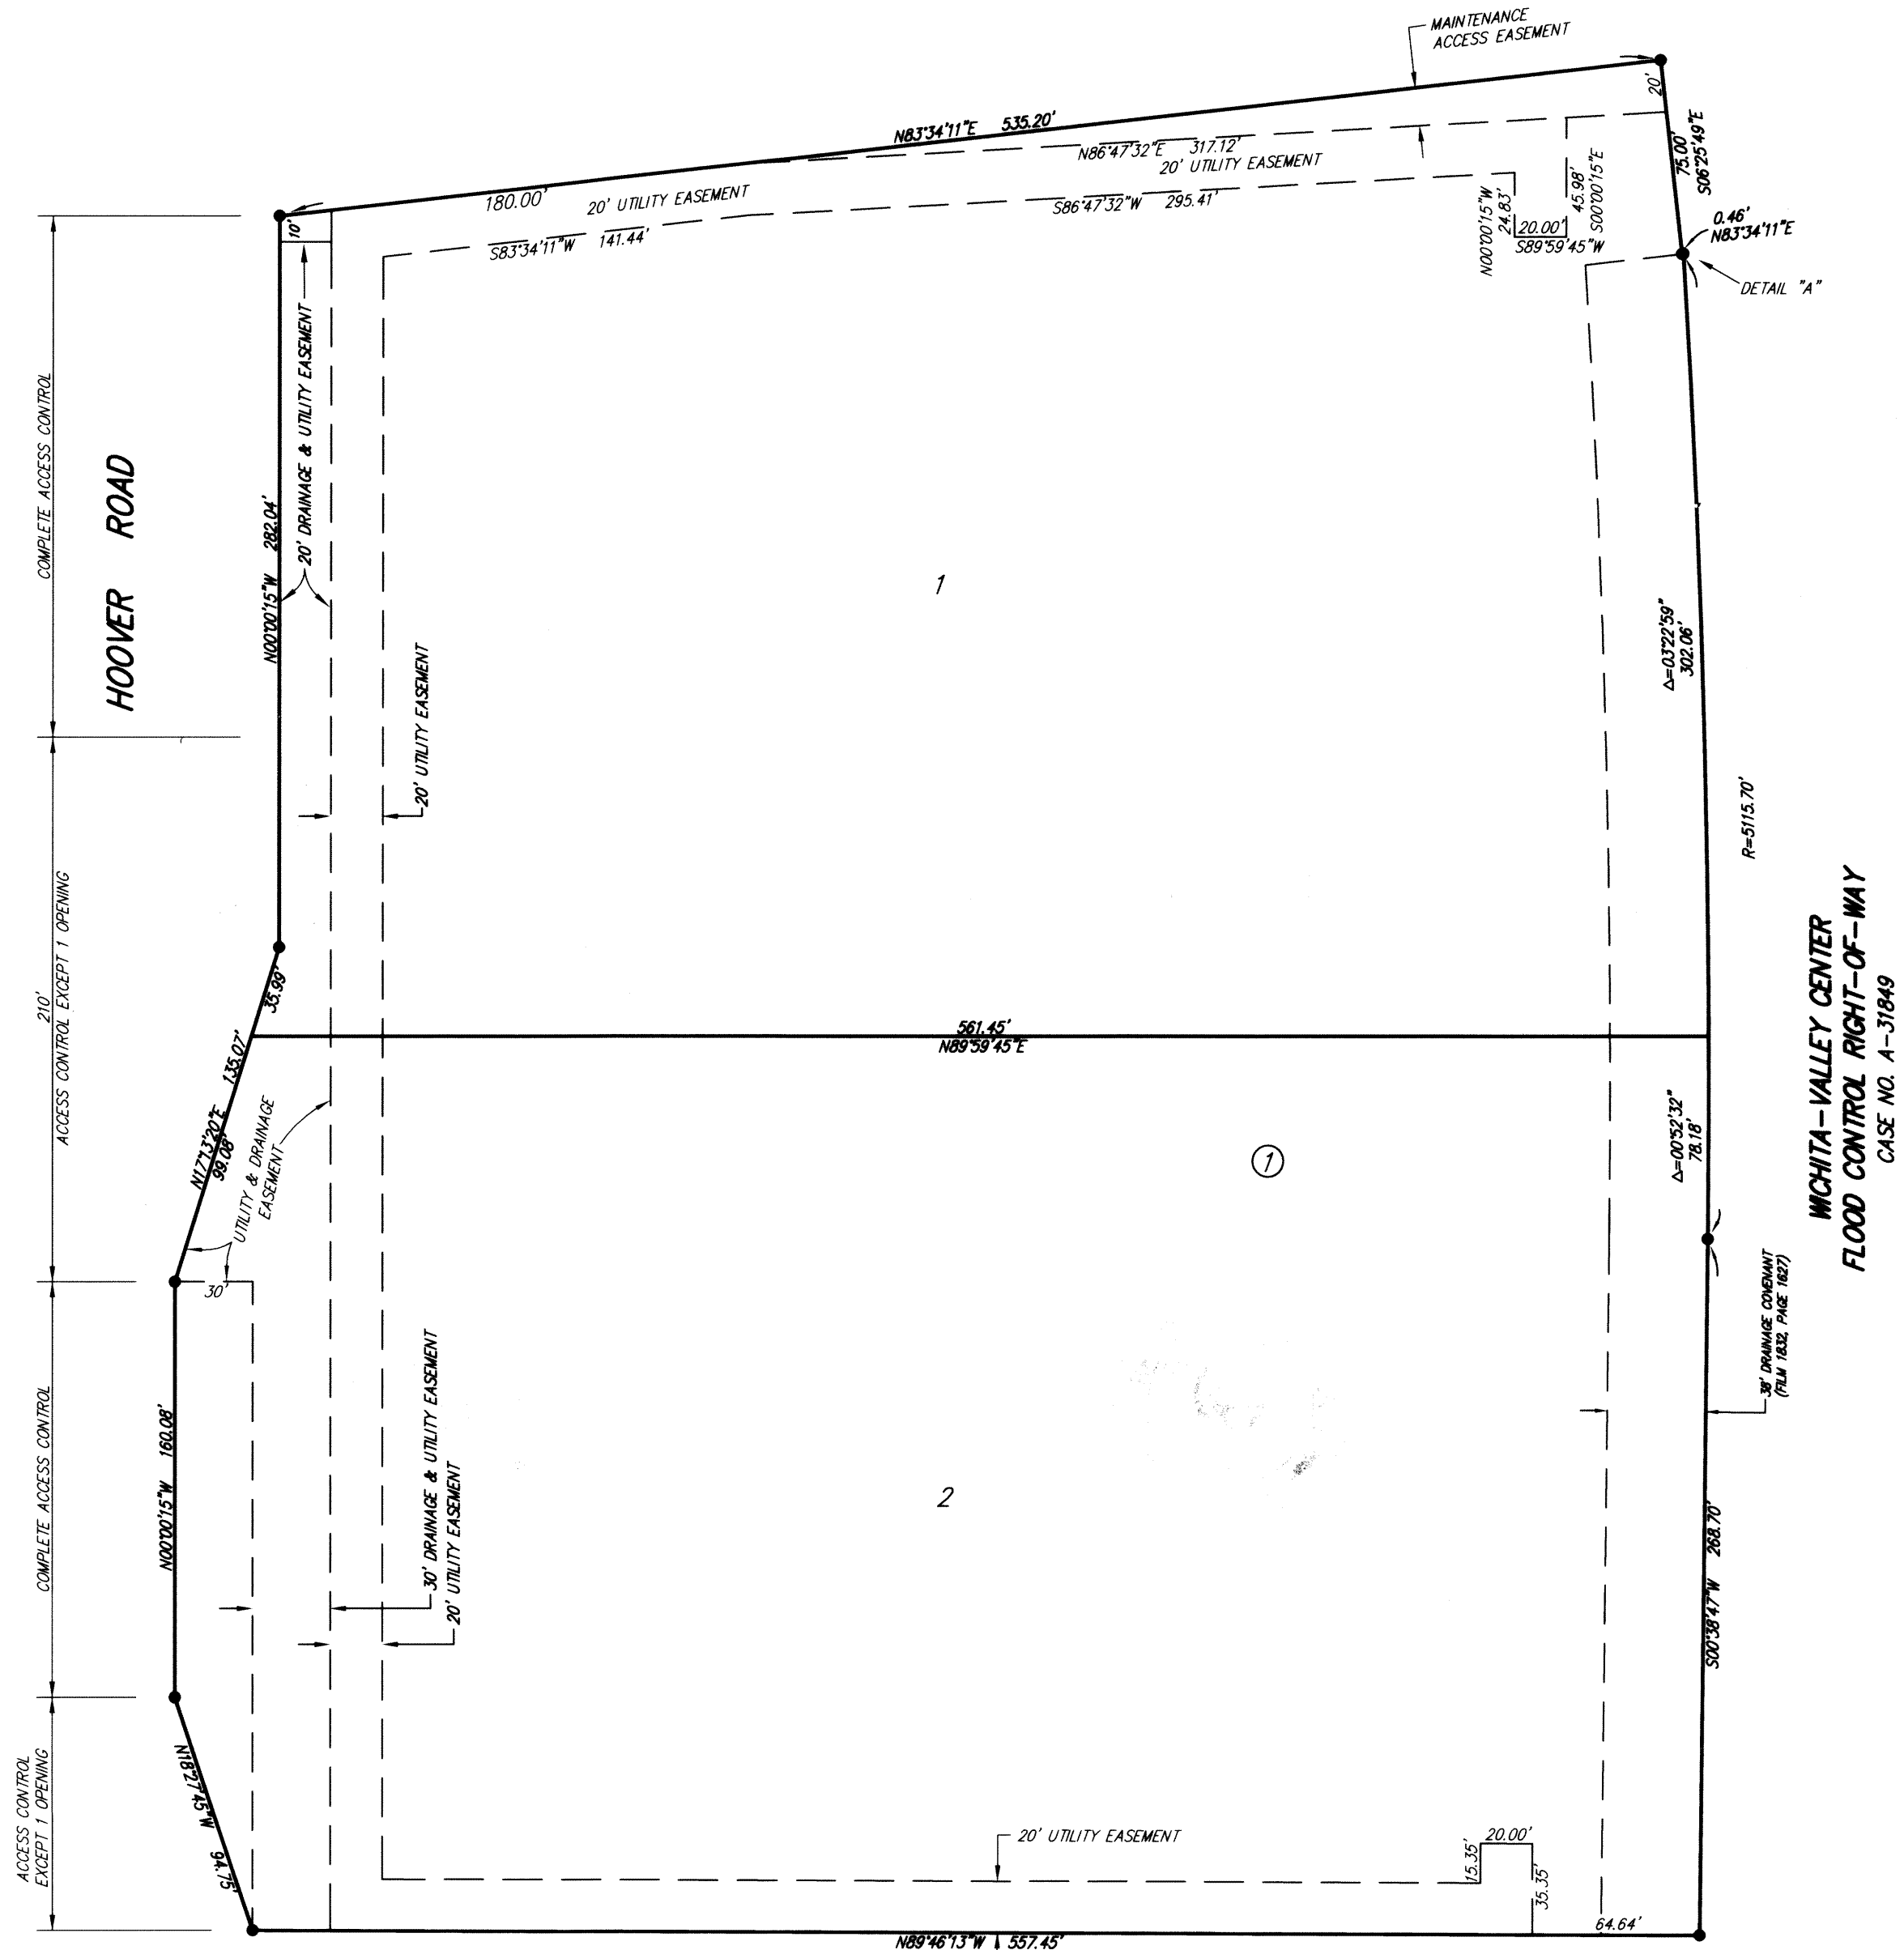 MAINTENANCE
ACCESS EASEMENT
20'
N83°34'11"E 535.20'
N86°47'32"E 317.12'
20' UTILITY EASEMENT
75.00'
S06°25'49"E
180.00'
20' UTILITY EASEMENT
S86°47'32"W 295.41'
N00°00'15"W
24.83'
20.00'
S89°59'45"W
45.98'
S00°00'15"E
0.46'
N83°34'11"E
10'
S83°34'11"W 141.44'
DETAIL "A"
COMPLETE ACCESS CONTROL
HOOVER ROAD
N00°00'15"W 282.04'
20' DRAINAGE & UTILITY EASEMENT
1
Δ=03°22'59"
302.06'
20' UTILITY EASEMENT
R=5115.70'
210'
ACCESS CONTROL EXCEPT 1 OPENING
35.99'
135.07'
N17°13'20"E
99.08'
561.45'
N89°59'45"E
UTILITY & DRAINAGE
EASEMENT
1
Δ=00°52'32"
78.18'
WICHITA-VALLEY CENTER
FLOOD CONTROL RIGHT-OF-WAY
CASE NO. A-31849
30'
38' DRAINAGE COVENANT
(FILM 1832, PAGE 1627)
COMPLETE ACCESS CONTROL
N00°00'15"W 160.08'
30' DRAINAGE & UTILITY EASEMENT
20' UTILITY EASEMENT
2
S00°38'47"W 268.70'
ACCESS CONTROL
EXCEPT 1 OPENING
N18°27'45"W 94.75'
20' UTILITY EASEMENT
15.35'
20.00'
35.35'
64.64'
N89°46'13"W 557.45'